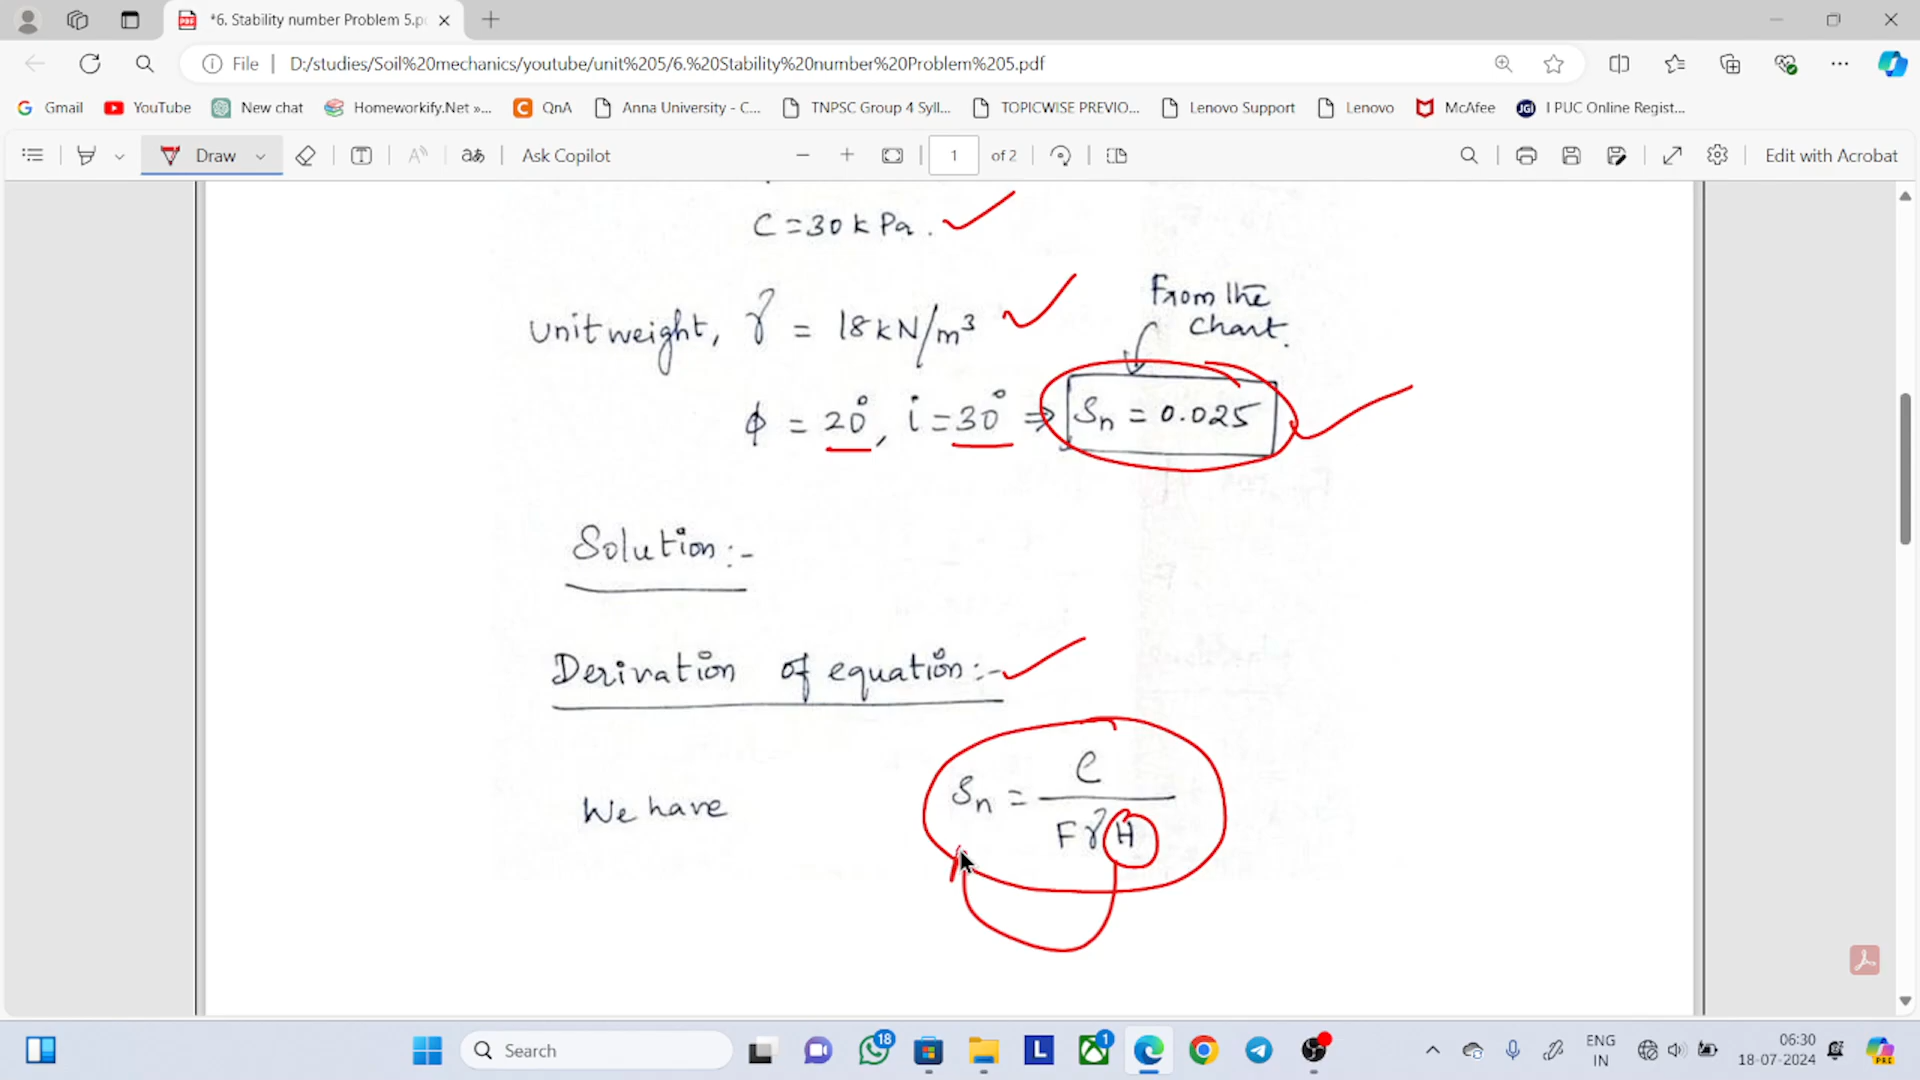 *6. Stability number Problem 5.p
File
D:/studies/Soil%20mechanics/youtube/unit%205/6.%20Stability%20number%20Problem%205.pdf
Gmail
YouTube
New chat
Homeworkify.Net »...
QnA
Anna University - C...
TNPSC Group 4 Syll...
TOPICWISE PREVIO...
Lenovo Support
Lenovo
McAfee
I PUC Online Regist...
Draw
Ask Copilot
1
of 2
Edit with Acrobat
C = 30 kPa.
From the
chart.
unit weight, γ = 18 kN/m³
ϕ = 20°, i = 30° ⇒ Sn = 0.025
Solution:-
Derivation of equation:-
We have Sn = C / FγH
Search
18
1
ENG
IN
06:30
18-07-2024